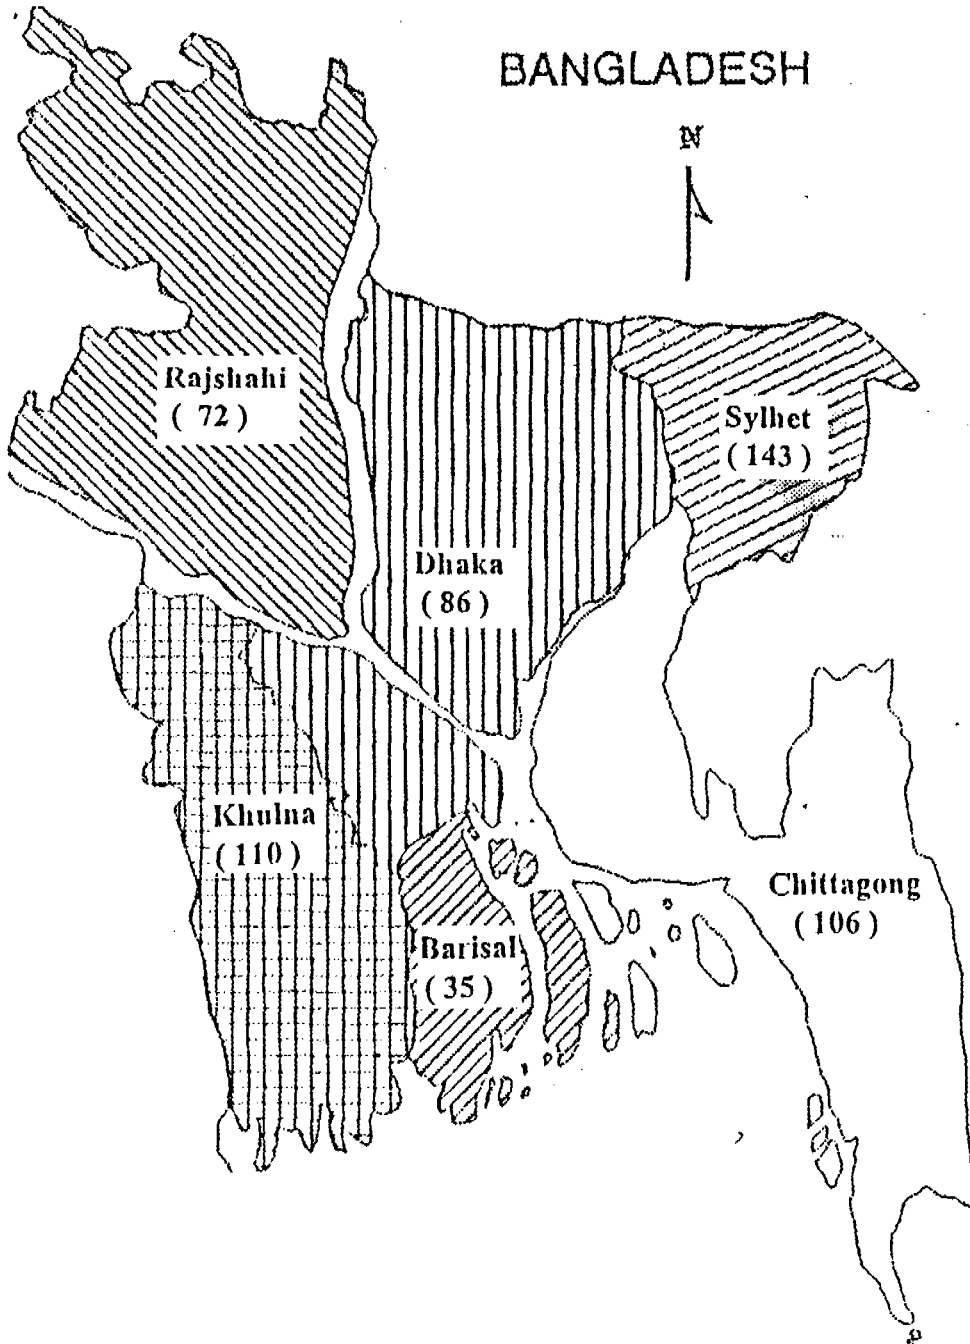 BANGLADESH
N
Rajshahi
( 72 )
Sylhet
( 143 )
Dhaka
( 86 )
Khulna
( 110 )
Chittagong
( 106 )
Barisal
( 35 )